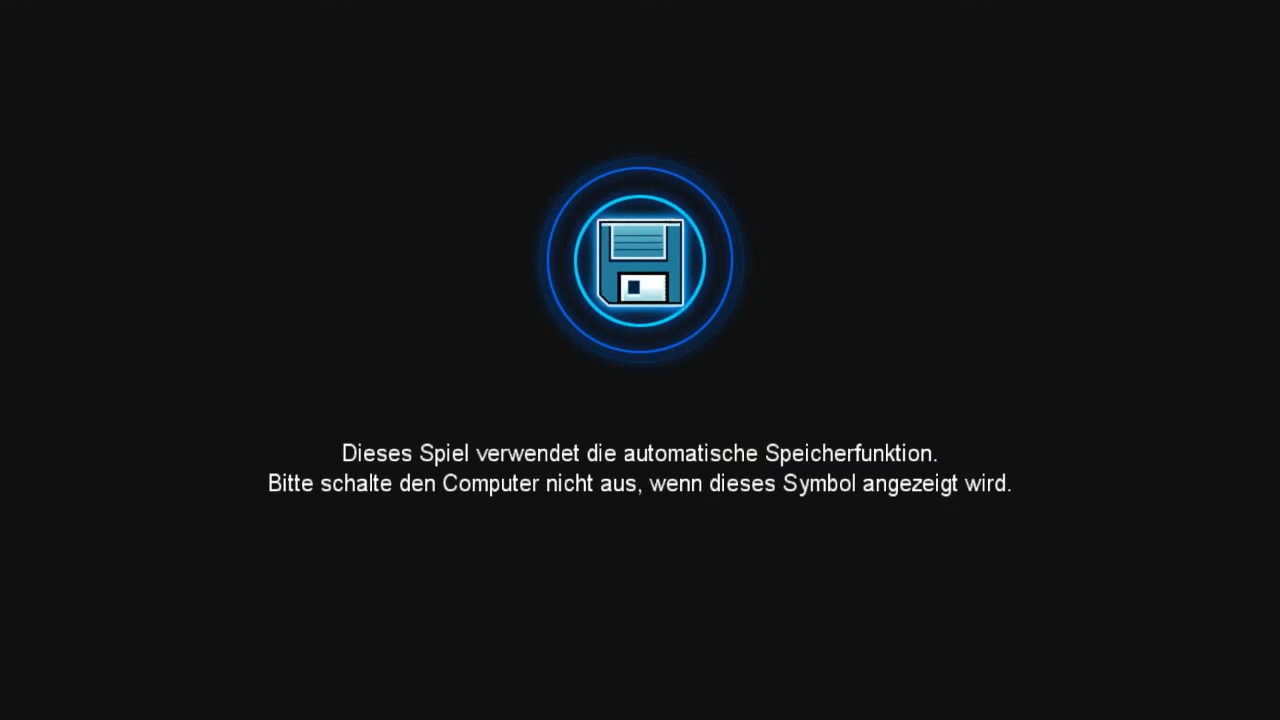 Dieses Spiel verwendet die automatische Speicherfunktion.
Bitte schalte den Computer nicht aus, wenn dieses Symbol angezeigt wird.